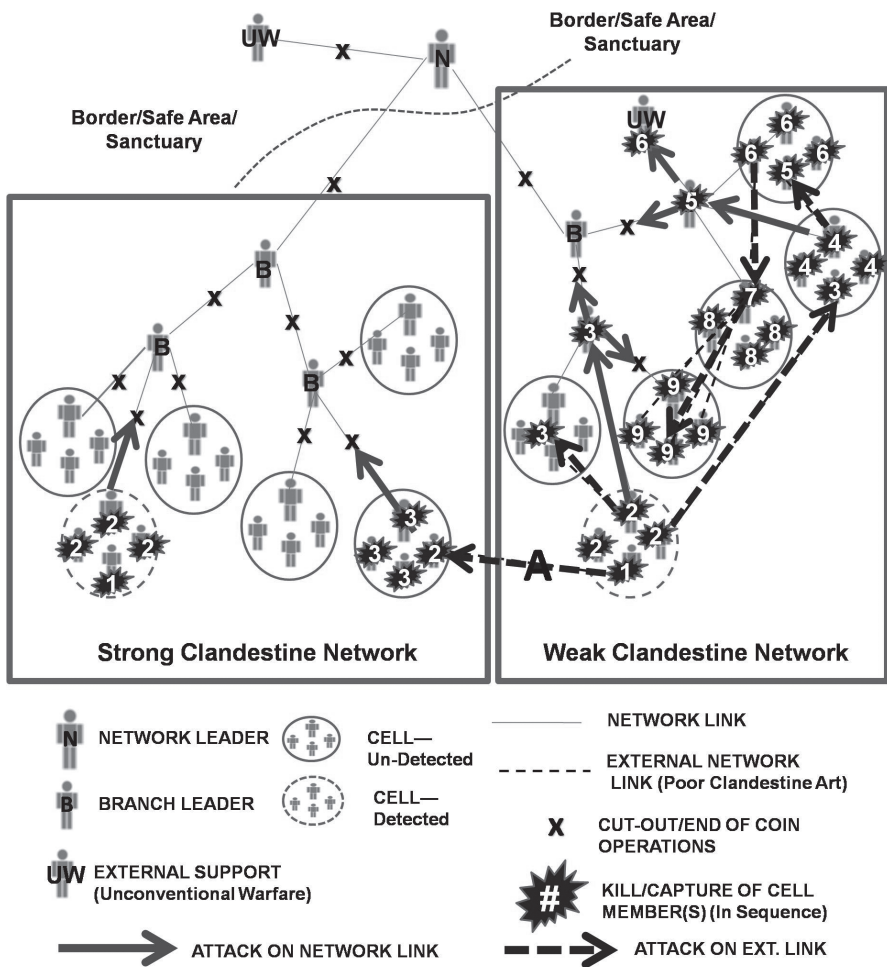 UW
X
N
Border/Safe Area/
Sanctuary
Border/Safe Area/
Sanctuary
X
X
B
X
X
B
X
X
X
X
B
X
X
2
2
2
1
3
3
2
3
Strong Clandestine Network
A
UW
6
6
6
6
5
5
B
X
X
4
4
4
3
3
X
7
8
8
8
9
9
9
9
3
2
2
2
1
Weak Clandestine Network
N NETWORK LEADER
B BRANCH LEADER
UW EXTERNAL SUPPORT
(Unconventional Warfare)
ATTACK ON NETWORK LINK
CELL—
Un-Detected
CELL—
Detected
NETWORK LINK
EXTERNAL NETWORK
LINK (Poor Clandestine Art)
X CUT-OUT/END OF COIN
OPERATIONS
# KILL/CAPTURE OF CELL
MEMBER(S) (In Sequence)
ATTACK ON EXT. LINK